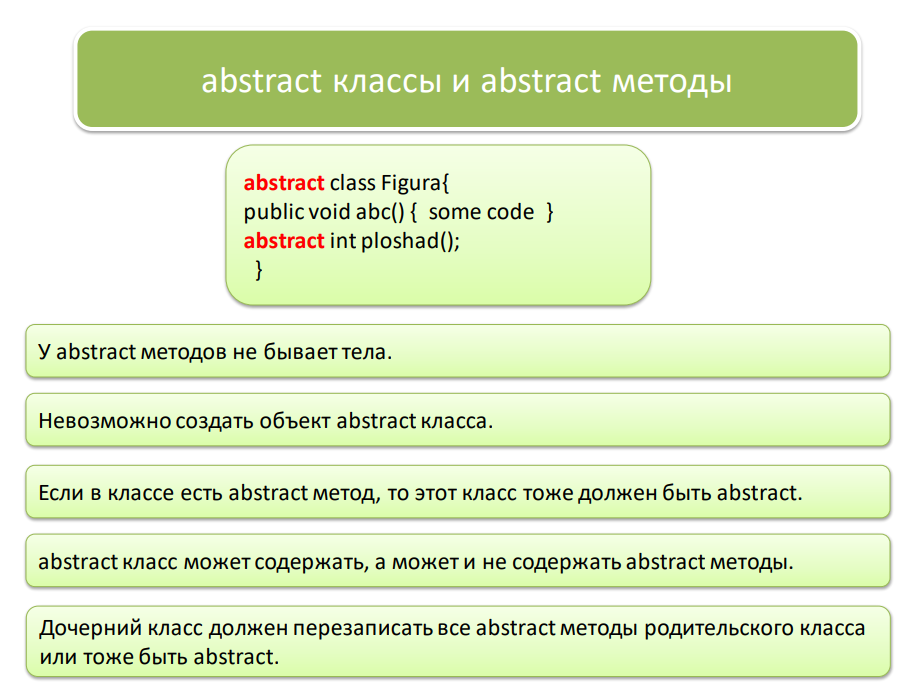 abstract классы и abstract методы
abstract class Figura{
public void abc() { some code }
abstract int ploshad();
}
У abstract методов не бывает тела.
Невозможно создать объект abstract класса.
Если в классе есть abstract метод, то этот класс тоже должен быть abstract.
abstract класс может содержать, а может и не содержать abstract методы.
Дочерний класс должен перезаписать все abstract методы родительского класса
или тоже быть abstract.